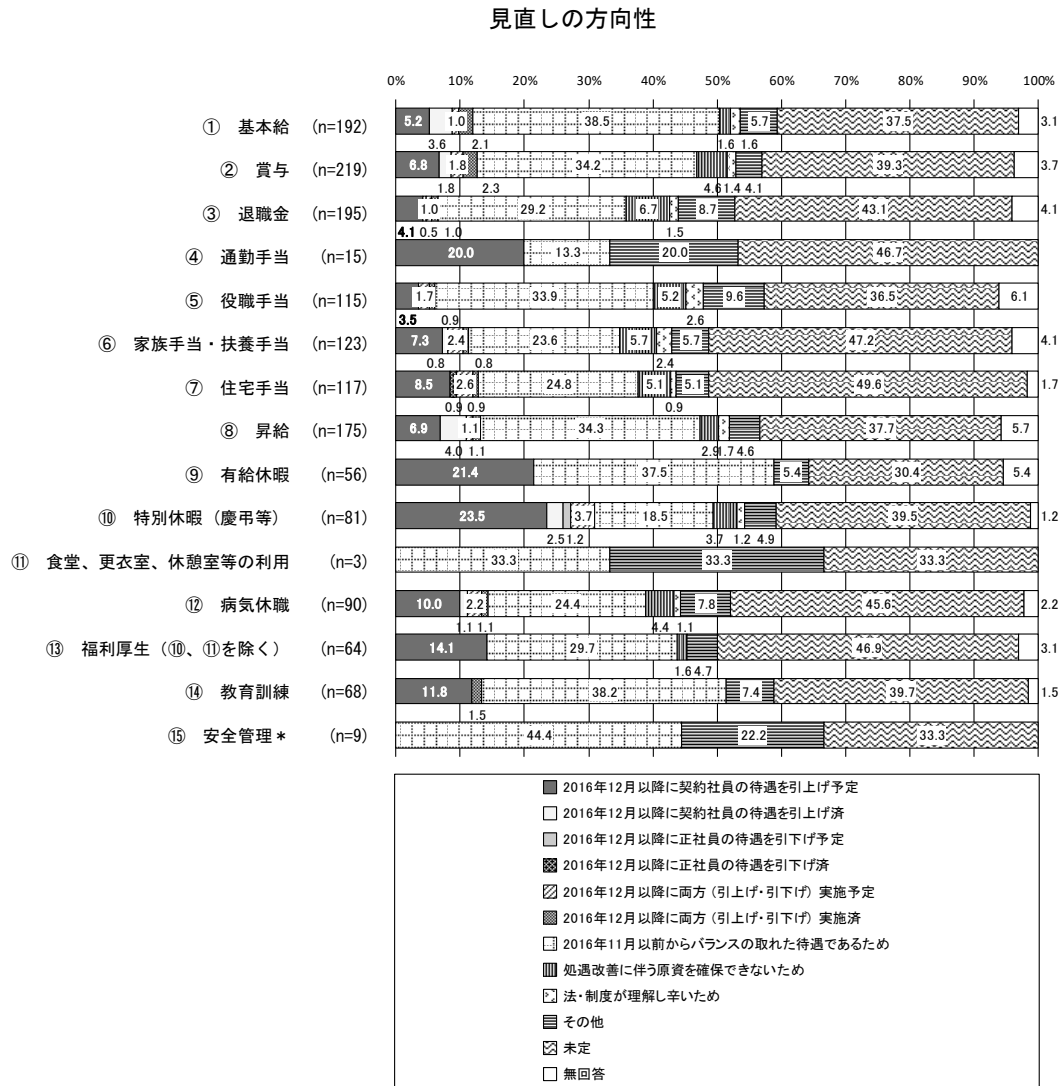 見直しの方向性
0% 10% 20% 30% 40% 50% 60% 70% 80% 90% 100%
① 基本給 (n=192) 5.2 1.0 38.5 5.7 37.5 3.1
3.6 2.1 1.6 1.6
② 賞与 (n=219) 6.8 1.8 34.2 39.3 3.7
1.8 2.3 4.6 1.4 4.1
③ 退職金 (n=195) 1.0 29.2 6.7 8.7 43.1 4.1
4.1 0.5 1.0 1.5
④ 通勤手当 (n=15) 20.0 13.3 20.0 46.7
⑤ 役職手当 (n=115) 1.7 33.9 5.2 9.6 36.5 6.1
3.5 0.9 2.6
⑥ 家族手当・扶養手当 (n=123) 7.3 2.4 23.6 5.7 5.7 47.2 4.1
0.8 0.8 2.4
⑦ 住宅手当 (n=117) 8.5 2.6 24.8 5.1 5.1 49.6 1.7
0.9 0.9 0.9
⑧ 昇給 (n=175) 6.9 1.1 34.3 37.7 5.7
4.0 1.1 2.9 1.7 4.6
⑨ 有給休暇 (n=56) 21.4 37.5 5.4 30.4 5.4
⑩ 特別休暇（慶弔等） (n=81) 23.5 3.7 18.5 39.5 1.2
2.5 1.2 3.7 1.2 4.9
⑪ 食堂、更衣室、休憩室等の利用 (n=3) 33.3 33.3 33.3
⑫ 病気休職 (n=90) 10.0 2.2 24.4 7.8 45.6 2.2
1.1 1.1 4.4 1.1
⑬ 福利厚生（⑩、⑪を除く） (n=64) 14.1 29.7 46.9 3.1
1.6 4.7
⑭ 教育訓練 (n=68) 11.8 38.2 7.4 39.7 1.5
1.5
⑮ 安全管理＊ (n=9) 44.4 22.2 33.3
2016年12月以降に契約社員の待遇を引上げ予定
2016年12月以降に契約社員の待遇を引上げ済
2016年12月以降に正社員の待遇を引下げ予定
2016年12月以降に正社員の待遇を引下げ済
2016年12月以降に両方（引上げ・引下げ）実施予定
2016年12月以降に両方（引上げ・引下げ）実施済
2016年11月以前からバランスの取れた待遇であるため
処遇改善に伴う原資を確保できないため
法・制度が理解し辛いため
その他
未定
無回答